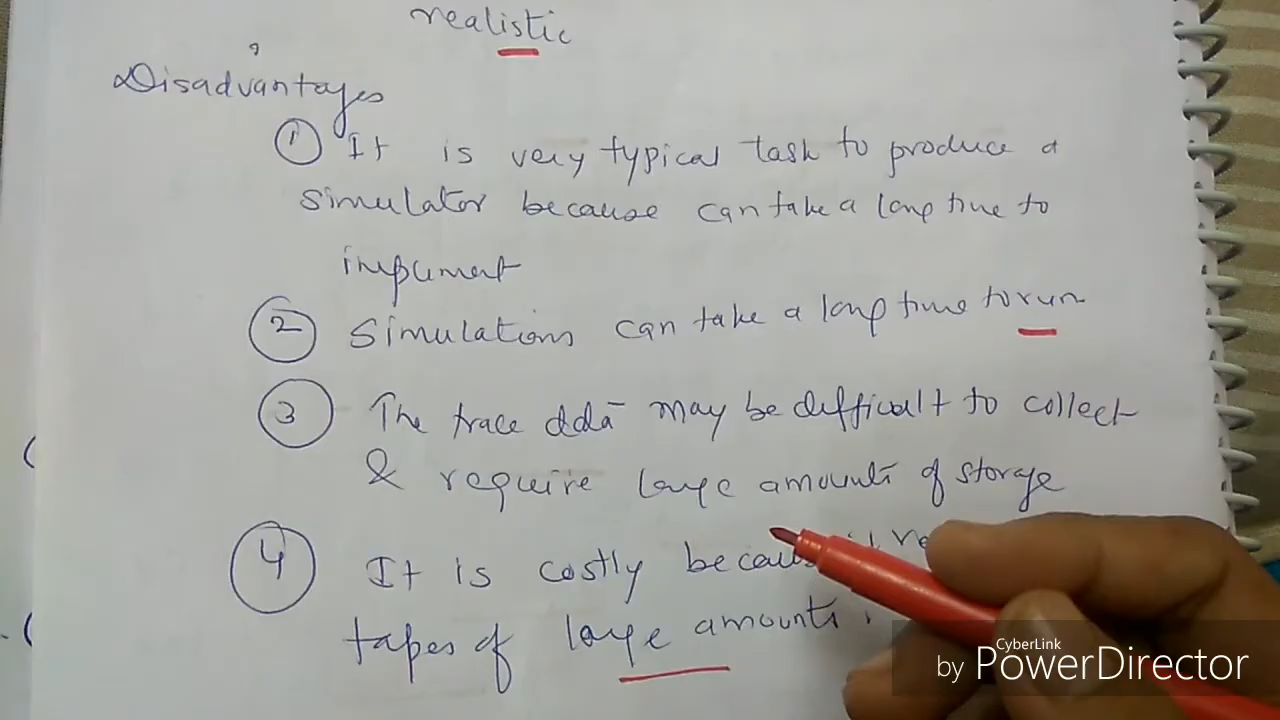 realistic
Disadvantages
① It is very typical task to produce a
simulator because can take a long time to
implement
② Simulations can take a long time to run
③ The trace data may be difficult to collect
& require large amounts of storage
④ It is costly because it
tapes of large amounts
CyberLink
by PowerDirector